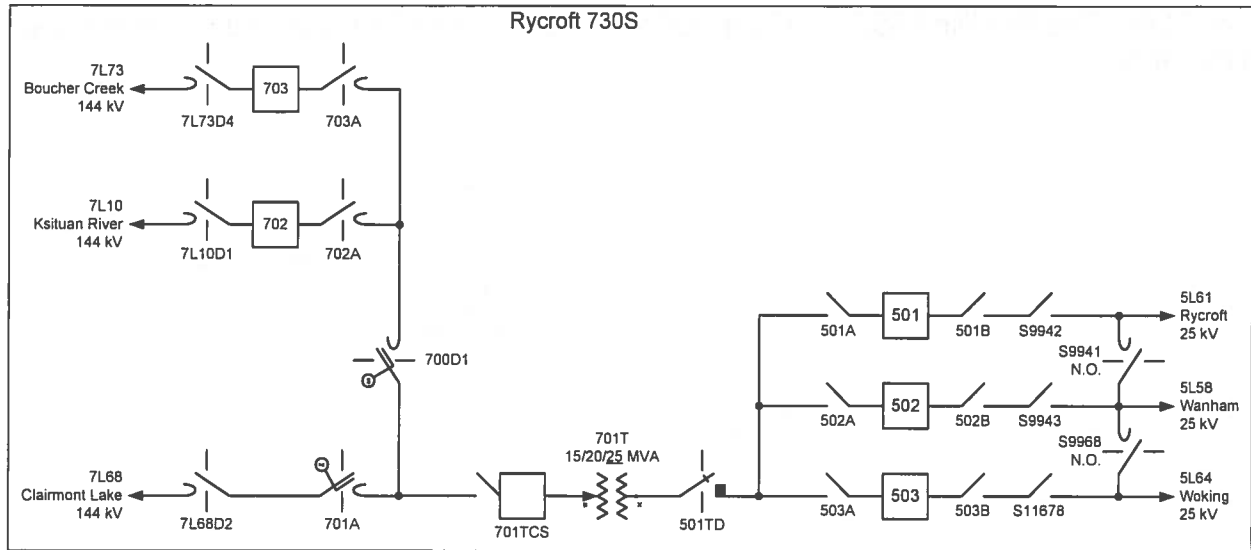 Rycroft 730S
7L73
Boucher Creek
144 kV
7L73D4
703
703A
7L10
Ksituan River
144 kV
7L10D1
702
702A
700D1
7L68
Clairmont Lake
144 kV
7L68D2
701A
701TCS
701T
15/20/25 MVA
501TD
501A
501
501B
S9942
5L61
Rycroft
25 kV
S9941
N.O.
502A
502
502B
S9943
5L58
Wanham
25 kV
S9968
N.O.
503A
503
503B
S11678
5L64
Woking
25 kV